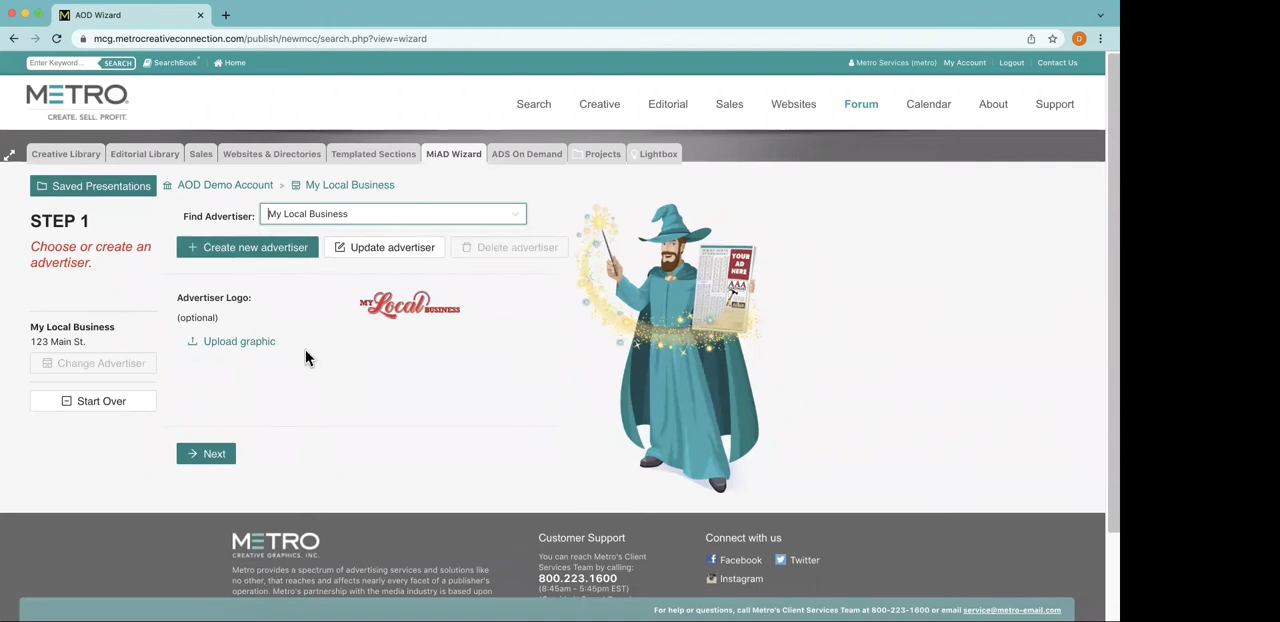 AOD Wizard
mcg.metrocreativeconnection.com/publish/newmcc/search.php?view=wizard
D
Enter Keyword... SEARCH SearchBook Home
Metro Services (metro) My Account Logout Contact Us
METRO
CREATE. SELL. PROFIT.
Search Creative Editorial Sales Websites Forum Calendar About Support
Creative Library Editorial Library Sales Websites & Directories Templated Sections MiAD Wizard ADS On Demand Projects Lightbox
Saved Presentations AOD Demo Account > My Local Business
STEP 1
Choose or create an
advertiser.
Find Advertiser: My Local Business
Create new advertiser Update advertiser Delete advertiser
Advertiser Logo:
(optional)
Upload graphic
MY Local BUSINESS
YOUR
AD
HERE
AAA
My Local Business
123 Main St.
Change Advertiser
Start Over
Next
METRO
CREATIVE GRAPHICS, INC.
Metro provides a spectrum of advertising services and solutions like
no other, that reaches and affects nearly every facet of a publisher's
operation. Metro's partnership with the media industry is based upon
Customer Support
You can reach Metro's Client
Services Team by calling:
800.223.1600
(8:45am - 5:45pm EST)
Connect with us
Facebook Twitter
Instagram
For help or questions, call Metro's Client Services Team at 800-223-1600 or email service@metro-email.com